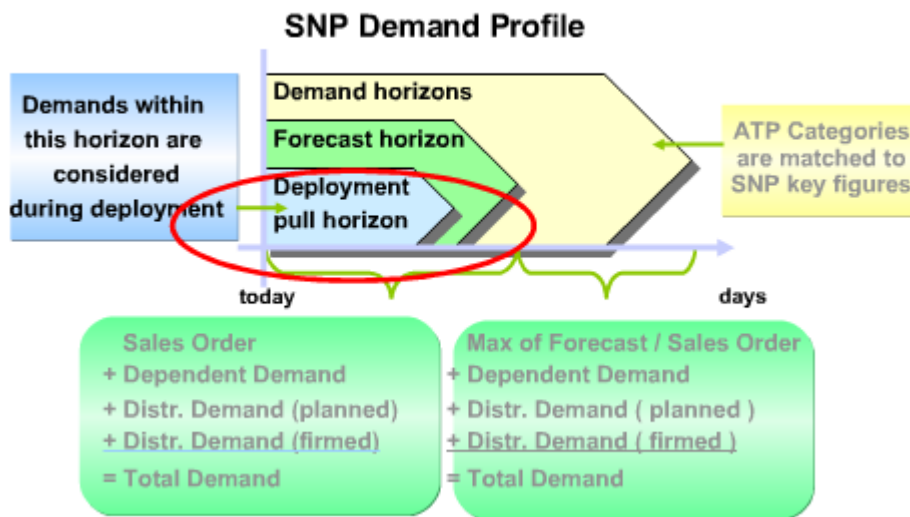 SNP Demand Profile
Demands within
this horizon are
considered
during deployment
Demand horizons
Forecast horizon
Deployment
pull horizon
ATP Categories
are matched to
SNP key figures
today
days
Sales Order
+ Dependent Demand
+ Distr. Demand (planned)
+ Distr. Demand (firmed)
= Total Demand
Max of Forecast / Sales Order
+ Dependent Demand
+ Distr. Demand ( planned )
+ Distr. Demand ( firmed )
= Total Demand